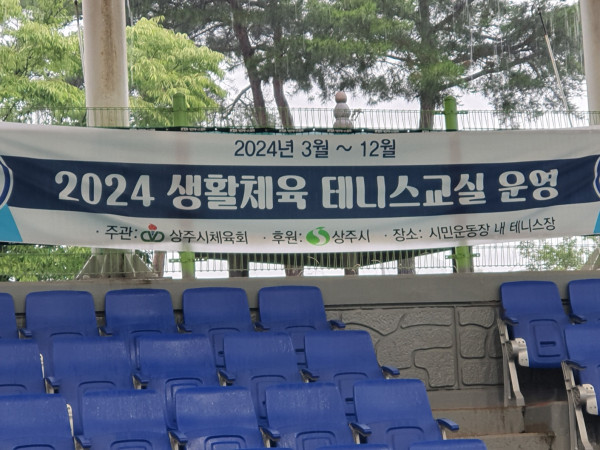 2024년 3월 ~ 12월
2024 생활체육 테니스교실 운영
· 주관: 상주시체육회 · 후원: 상주시 · 장소: 시민운동장 내 테니스장